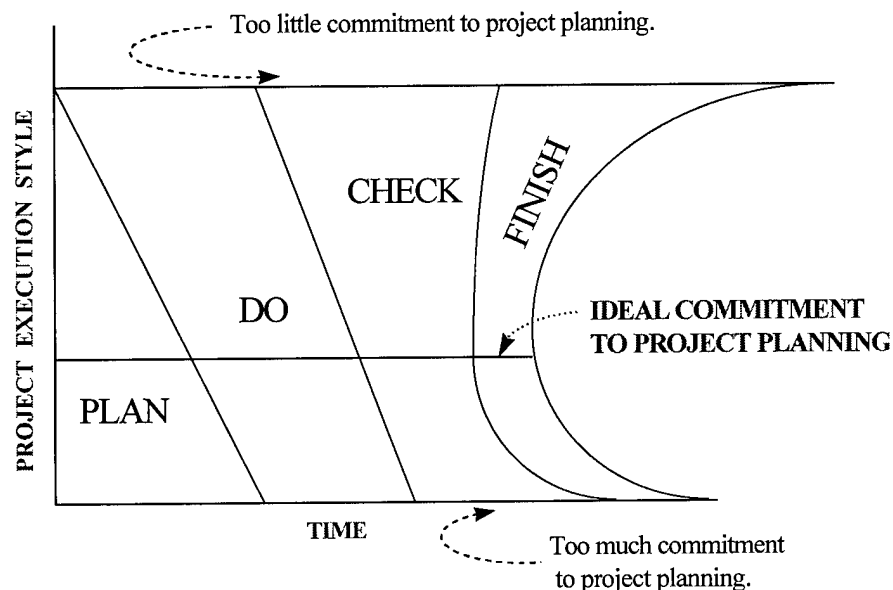 Too little commitment to project planning.
PROJECT EXECUTION STYLE
CHECK
FINISH
DO
IDEAL COMMITMENT
TO PROJECT PLANNING
PLAN
TIME
Too much commitment
to project planning.